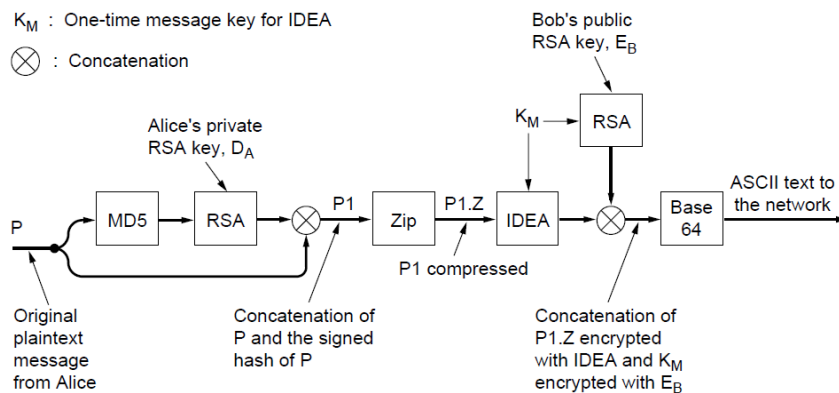 K_M : One-time message key for IDEA
: Concatenation
Bob's public
RSA key, E_B
Alice's private
RSA key, D_A
K_M
RSA
P
MD5
RSA
P1
Zip
P1.Z
IDEA
Base
64
ASCII text to
the network
P1 compressed
Original
plaintext
message
from Alice
Concatenation of
P and the signed
hash of P
Concatenation of
P1.Z encrypted
with IDEA and K_M
encrypted with E_B